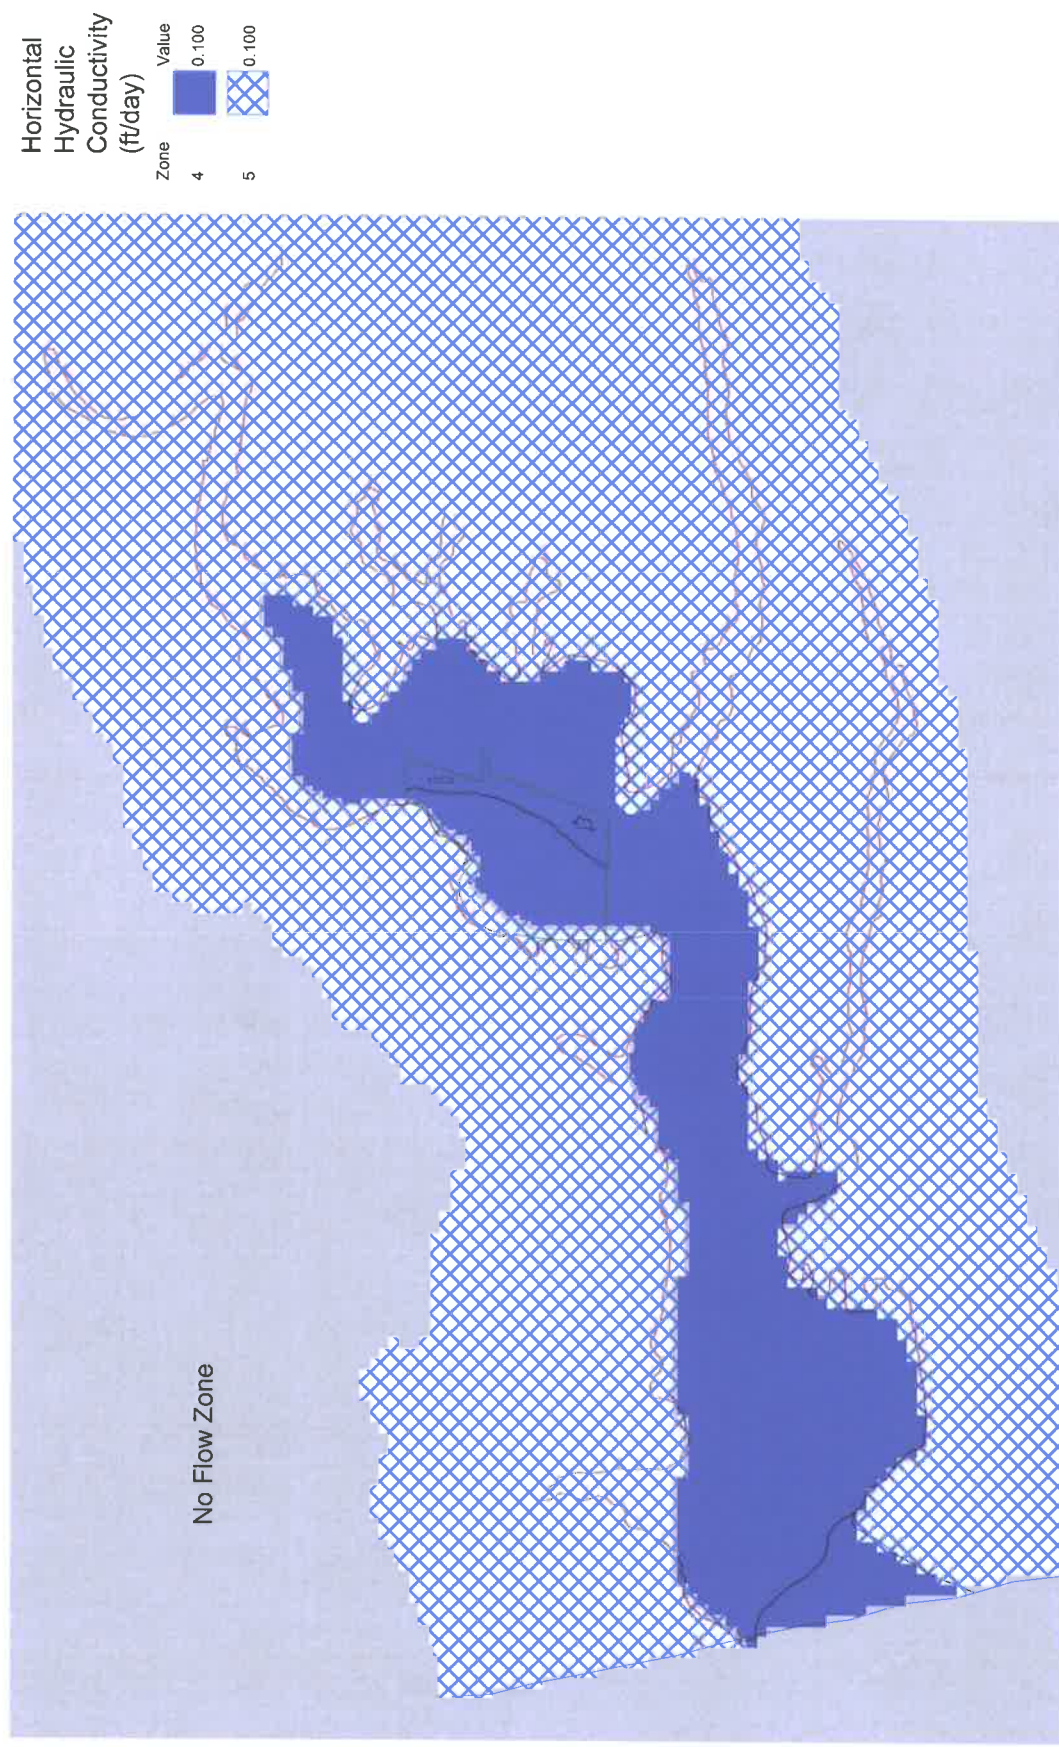 Horizontal
Hydraulic
Conductivity
(ft/day)
Zone Value
4 0.100
5 0.100
No Flow Zone